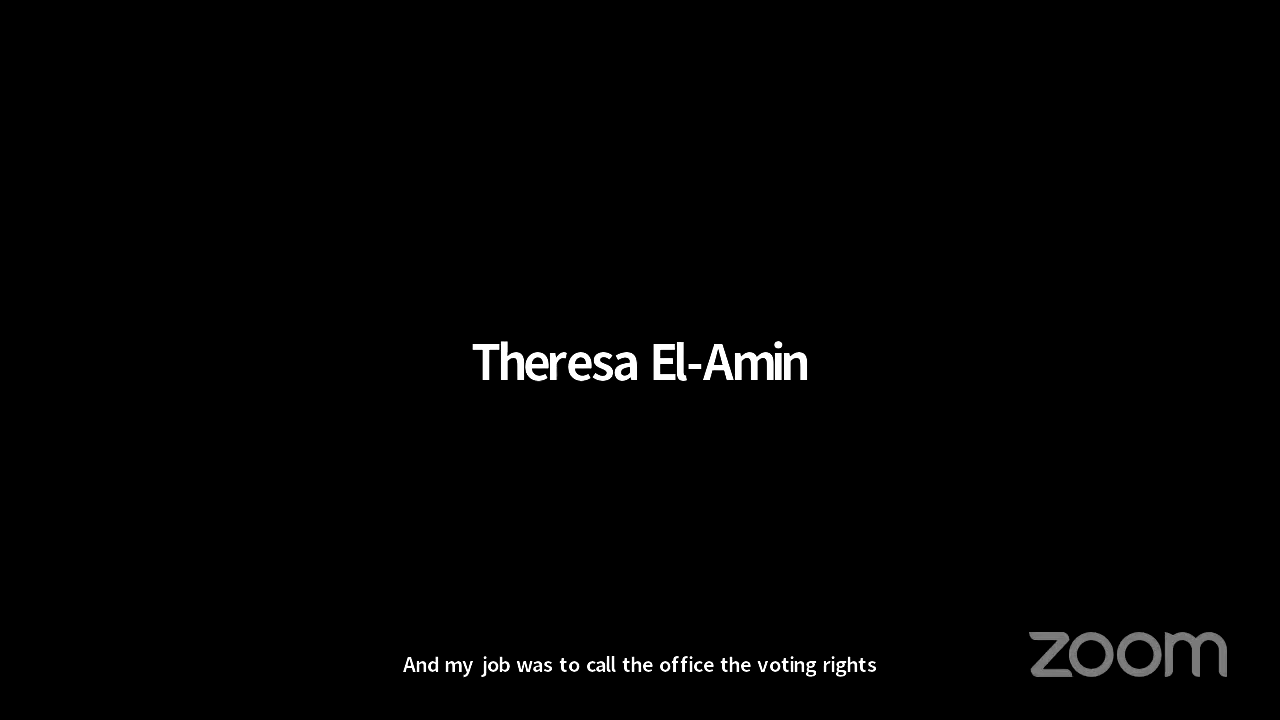 Theresa El-Amin
And my job was to call the office the voting rights
zoom